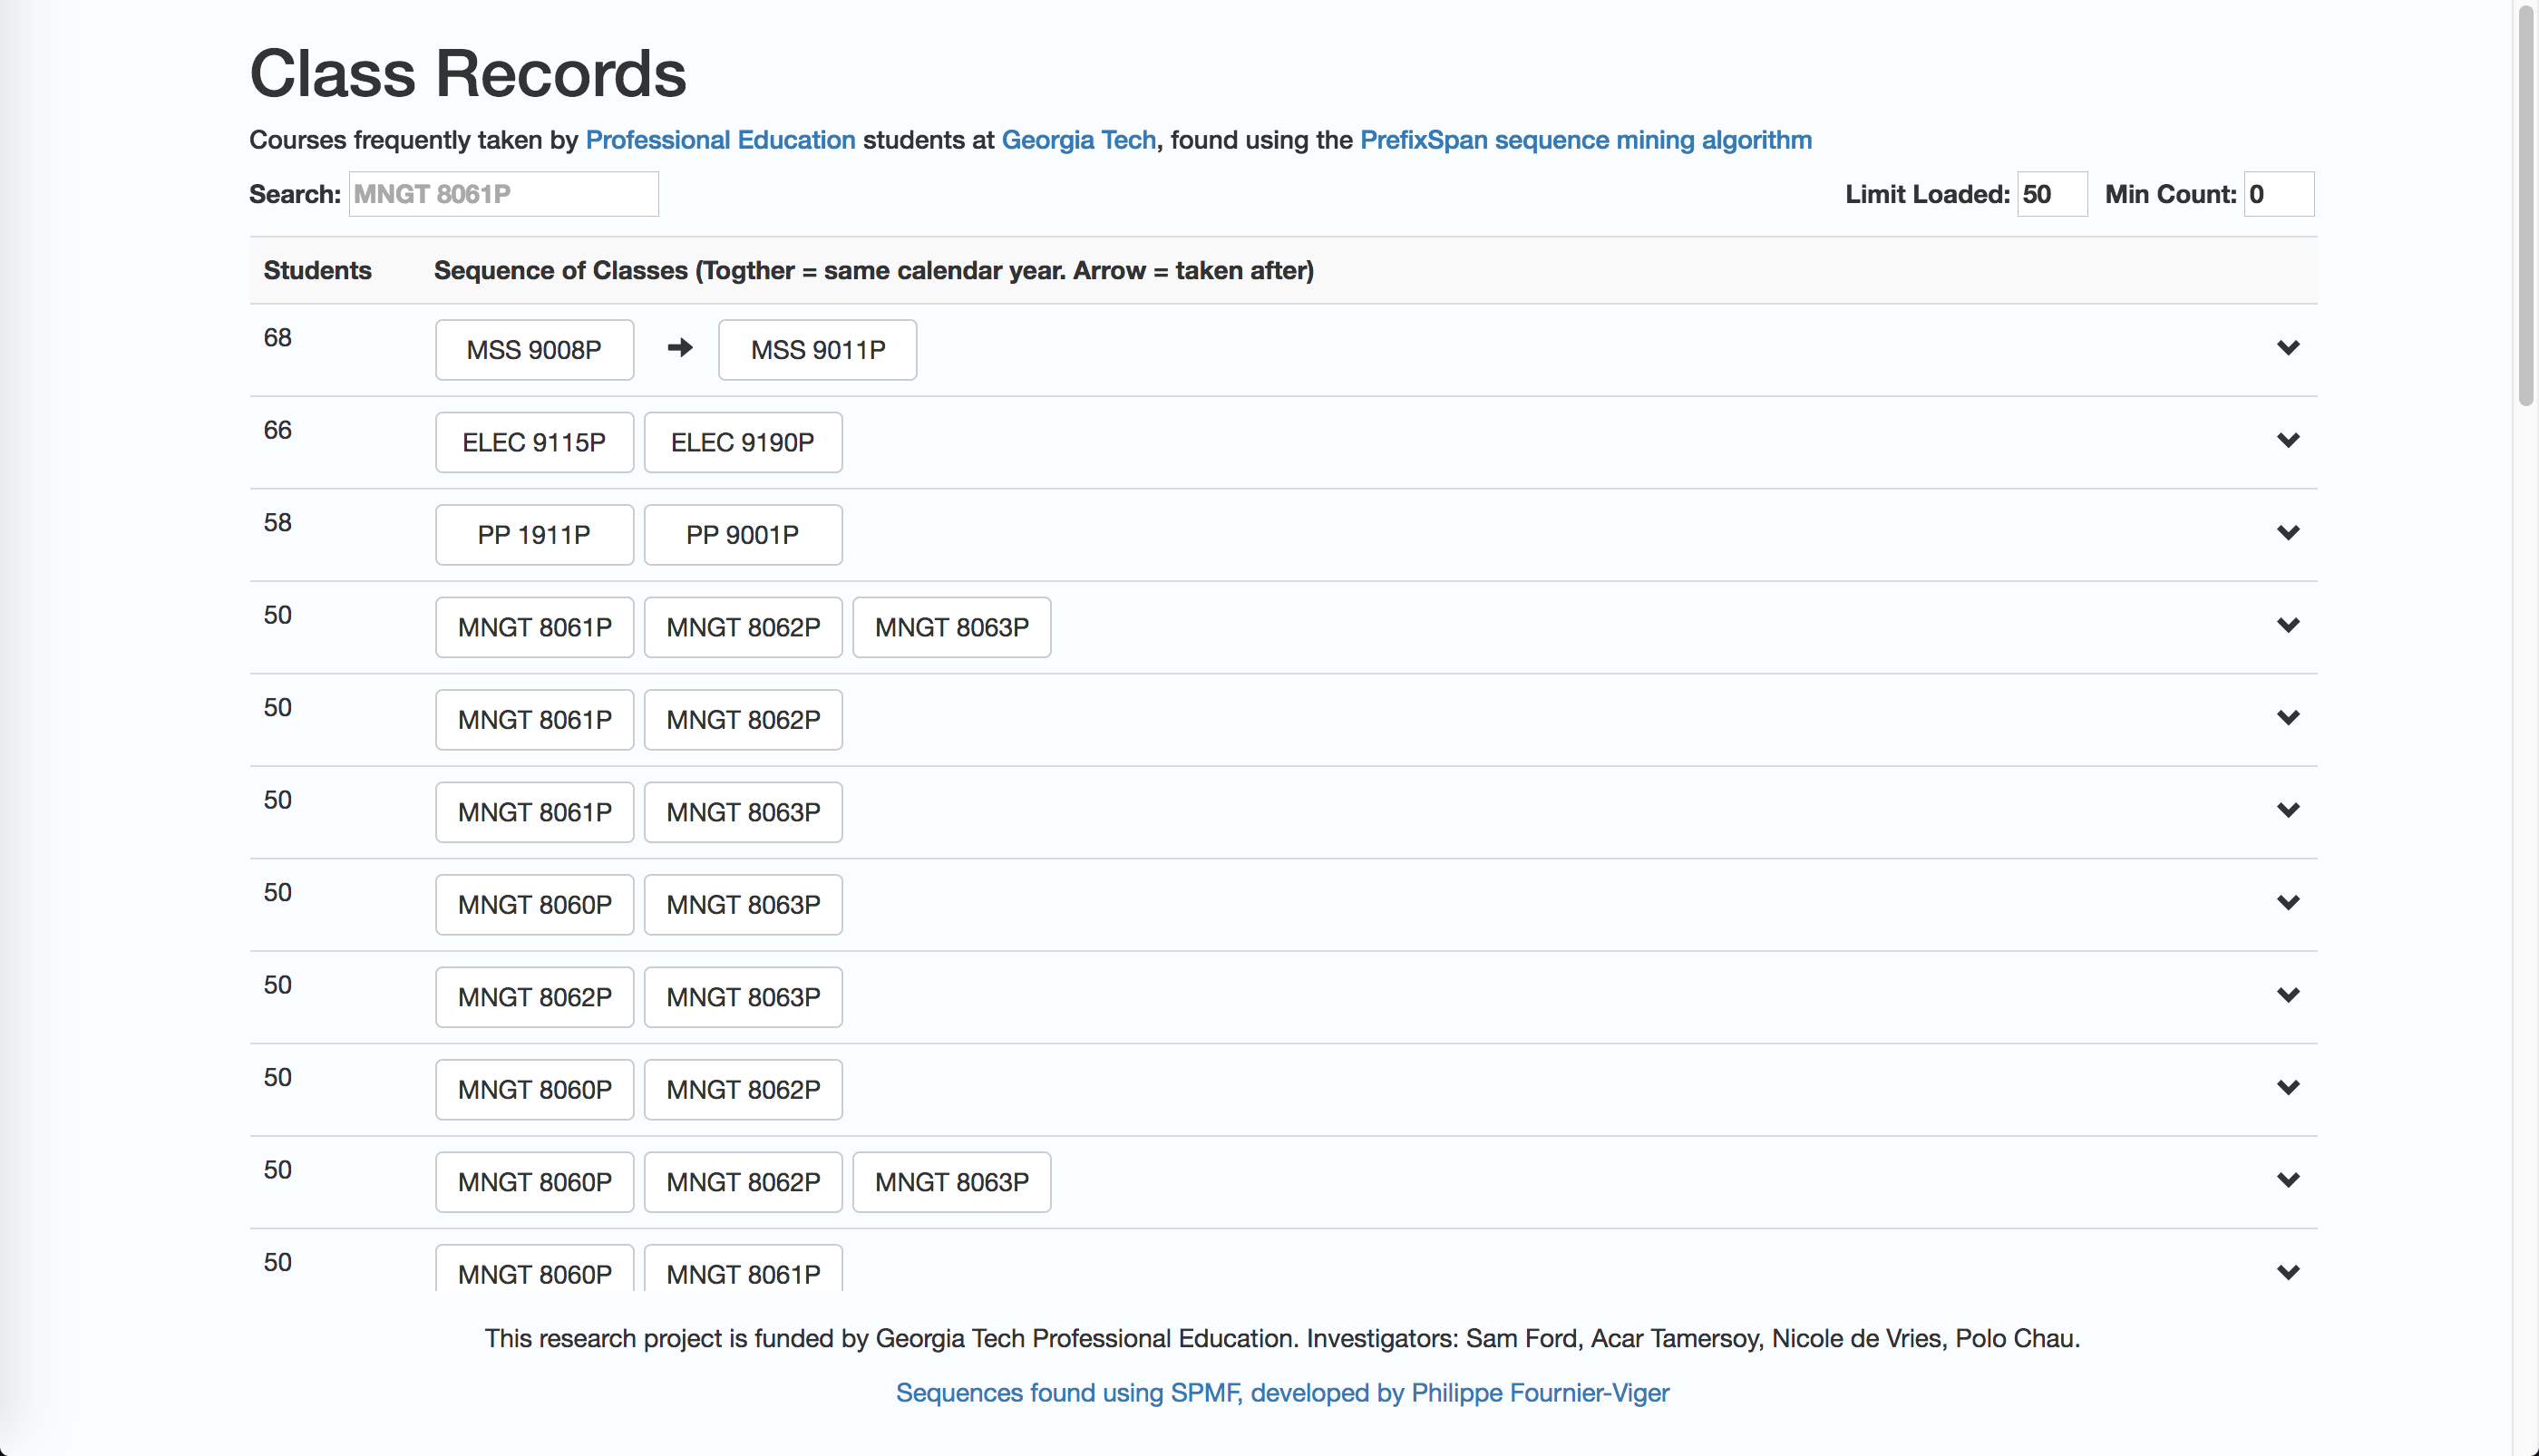 Class Records
Courses frequently taken by Professional Education students at Georgia Tech, found using the PrefixSpan sequence mining algorithm
Search: MNGT 8061P Limit Loaded: 50 Min Count: 0
Students Sequence of Classes (Togther = same calendar year. Arrow = taken after)
68 MSS 9008P MSS 9011P
66 ELEC 9115P ELEC 9190P
58 PP 1911P PP 9001P
50 MNGT 8061P MNGT 8062P MNGT 8063P
50 MNGT 8061P MNGT 8062P
50 MNGT 8061P MNGT 8063P
50 MNGT 8060P MNGT 8063P
50 MNGT 8062P MNGT 8063P
50 MNGT 8060P MNGT 8062P
50 MNGT 8060P MNGT 8062P MNGT 8063P
50 MNGT 8060P MNGT 8061P
This research project is funded by Georgia Tech Professional Education. Investigators: Sam Ford, Acar Tamersoy, Nicole de Vries, Polo Chau.
Sequences found using SPMF, developed by Philippe Fournier-Viger